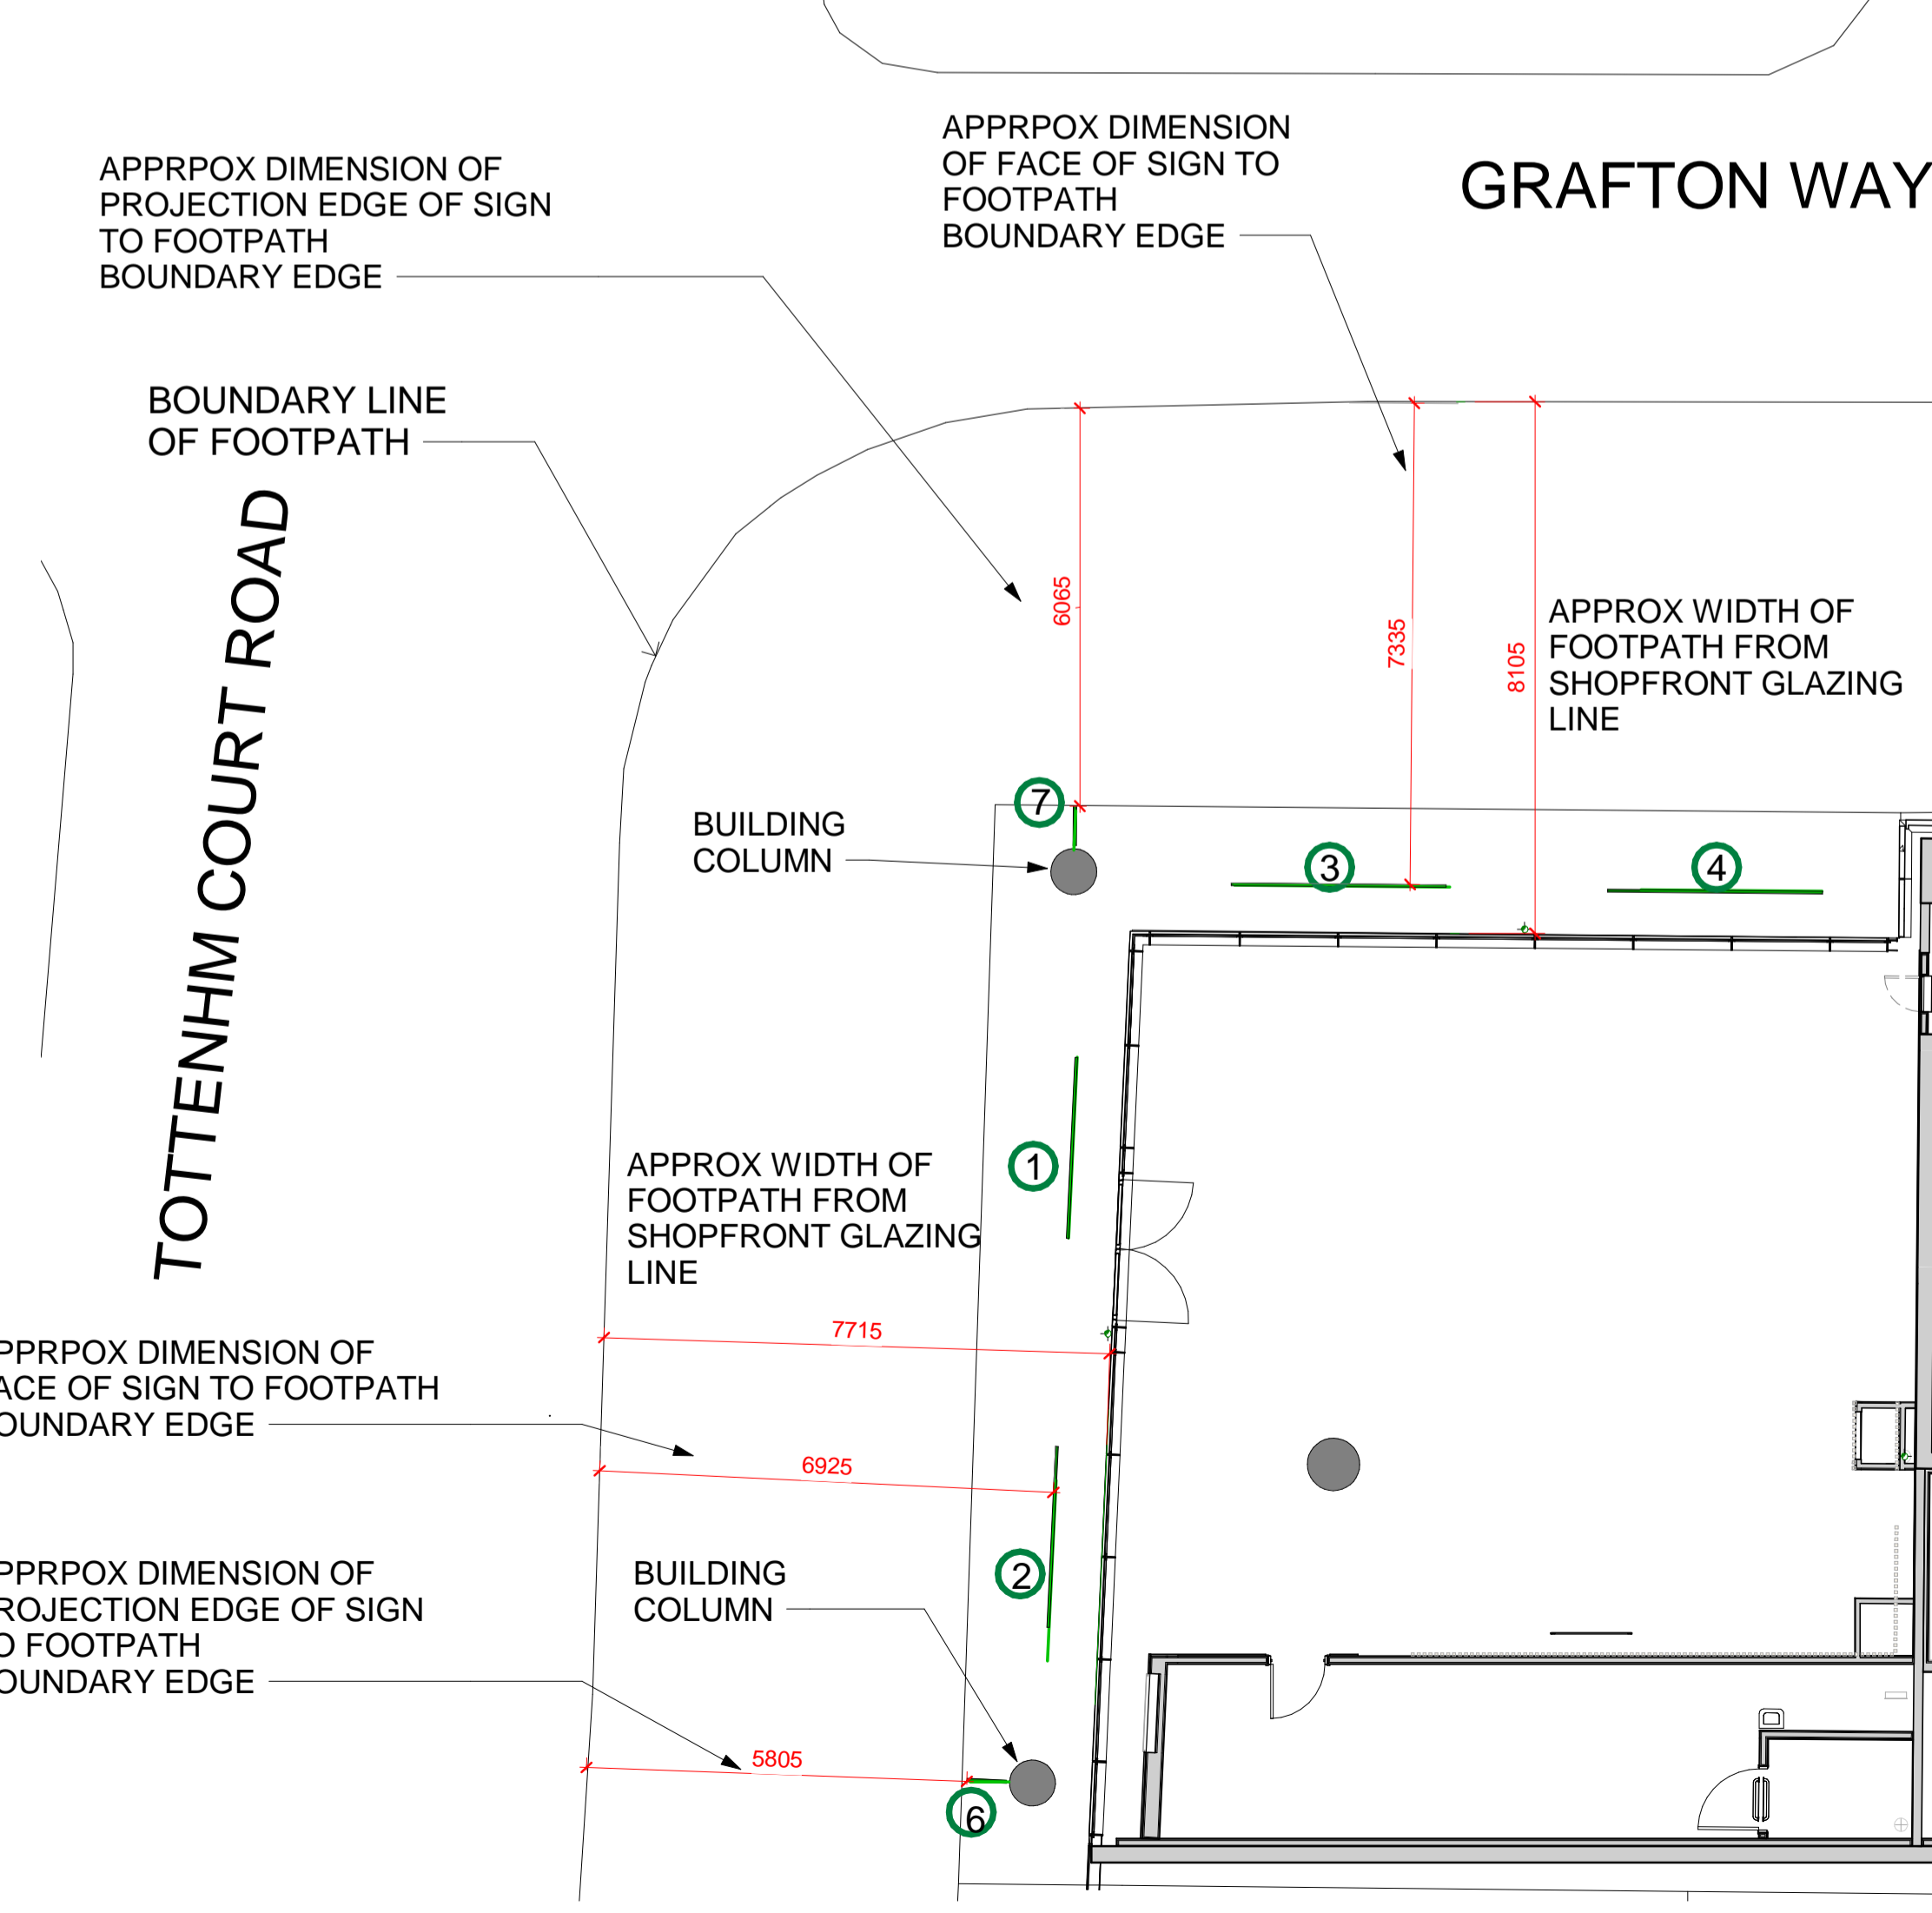 APPRPOX DIMENSION
OF FACE OF SIGN TO
FOOTPATH
BOUNDARY EDGE
GRAFTON WAY
APPRPOX DIMENSION OF
PROJECTION EDGE OF SIGN
TO FOOTPATH
BOUNDARY EDGE
BOUNDARY LINE
OF FOOTPATH
TOTTENHM COURT ROAD
6065
7335
8105
APPROX WIDTH OF
FOOTPATH FROM
SHOPFRONT GLAZING
LINE
7
BUILDING
COLUMN
3
4
1
APPROX WIDTH OF
FOOTPATH FROM
SHOPFRONT GLAZING
LINE
7715
PPRPOX DIMENSION OF
ACE OF SIGN TO FOOTPATH
OUNDARY EDGE
6925
2
PPRPOX DIMENSION OF
ROJECTION EDGE OF SIGN
O FOOTPATH
OUNDARY EDGE
BUILDING
COLUMN
5805
6